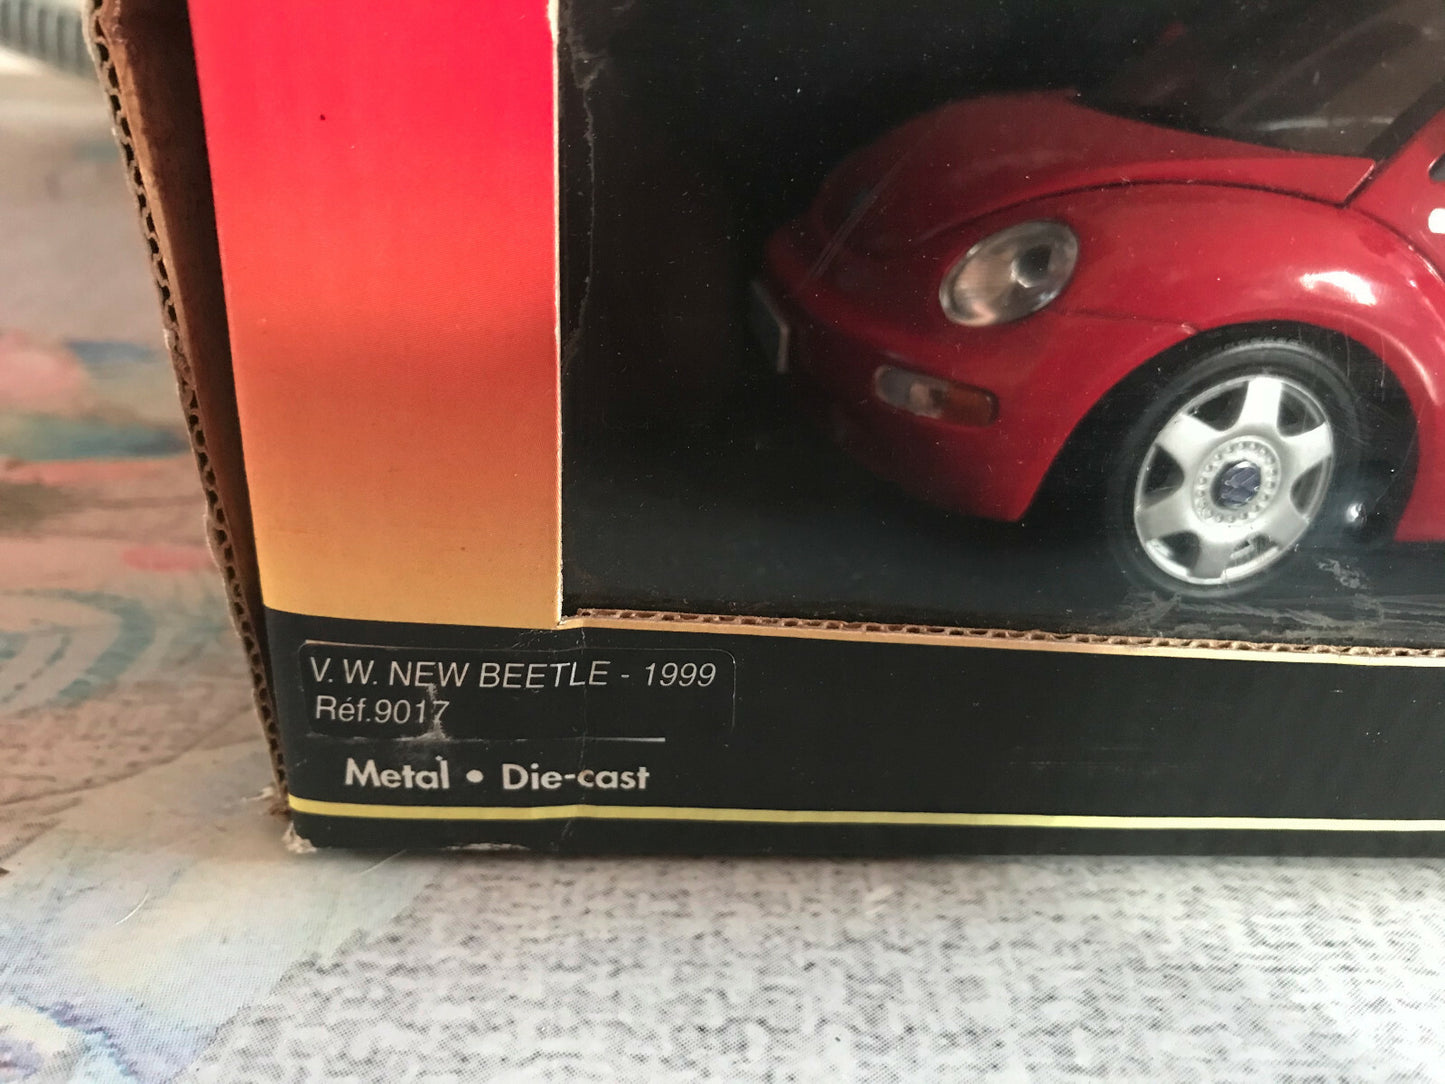 V. W. NEW BEETLE - 1999
Réf.9017
Metal • Die-cast